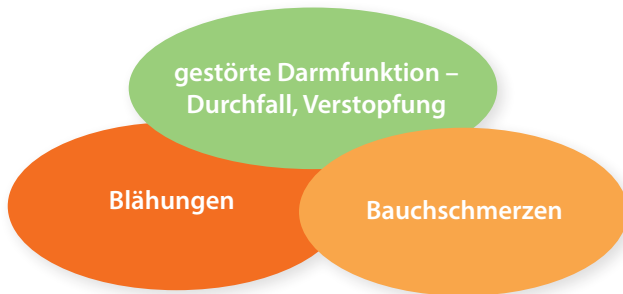 gestörte Darmfunktion –
Durchfall, Verstopfung
Blähungen
Bauchschmerzen